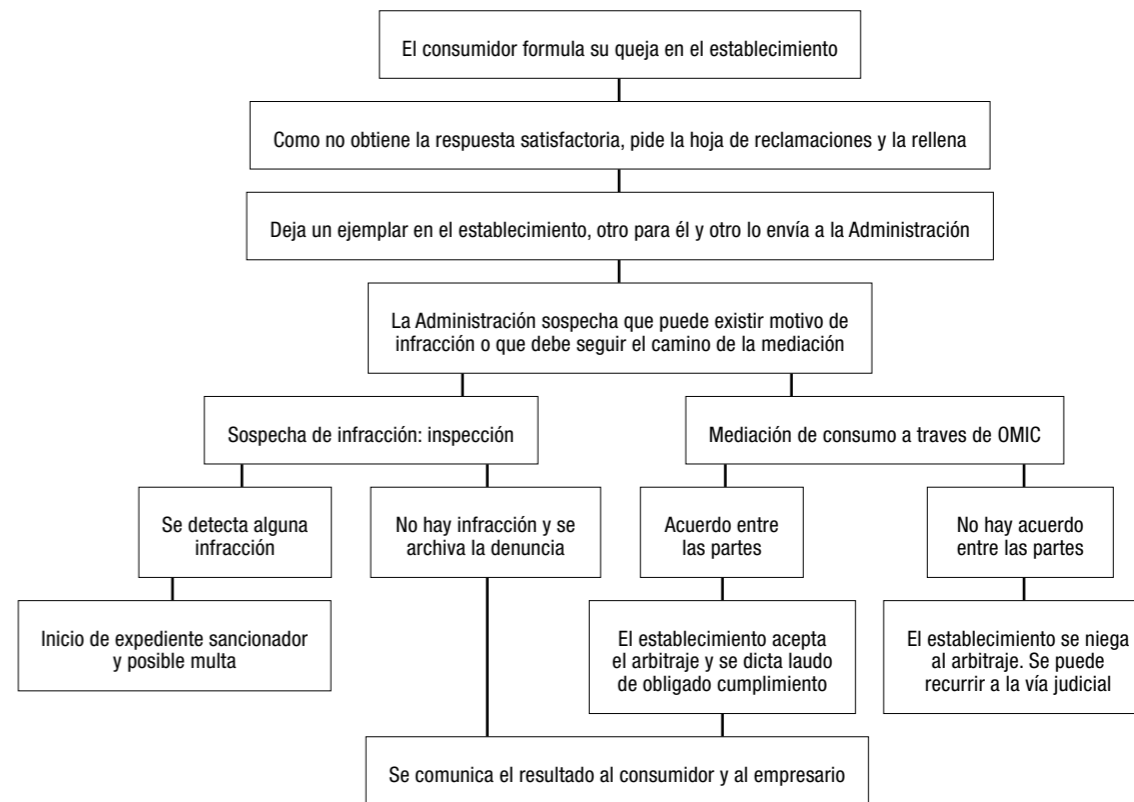 El consumidor formula su queja en el establecimiento
Como no obtiene la respuesta satisfactoria, pide la hoja de reclamaciones y la rellena
Deja un ejemplar en el establecimiento, otro para él y otro lo envía a la Administración
La Administración sospecha que puede existir motivo de
infracción o que debe seguir el camino de la mediación
Sospecha de infracción: inspección
Mediación de consumo a traves de OMIC
Se detecta alguna
infracción
No hay infracción y se
archiva la denuncia
Acuerdo entre
las partes
No hay acuerdo
entre las partes
Inicio de expediente sancionador
y posible multa
El establecimiento acepta
el arbitraje y se dicta laudo
de obligado cumplimiento
El establecimiento se niega
al arbitraje. Se puede
recurrir a la vía judicial
Se comunica el resultado al consumidor y al empresario